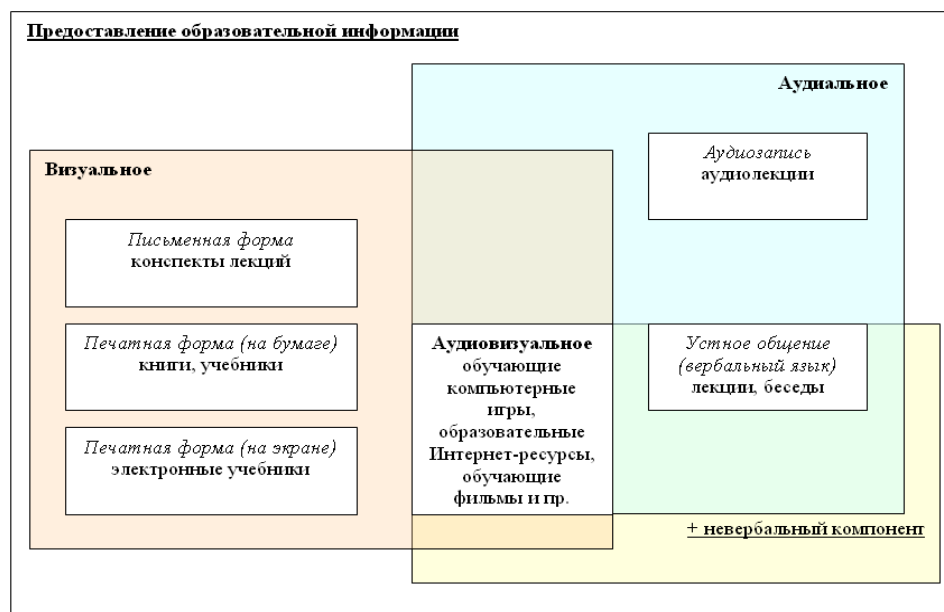 Предоставление образовательной информации
Аудиальное
Аудиозапись
аудиолекции
Визуальное
Письменная форма
конспекты лекций
Печатная форма (на бумаге)
книги, учебники
Печатная форма (на экране)
электронные учебники
Аудиовизуальное
обучающие
компьютерные
игры,
образовательные
Интернет-ресурсы,
обучающие
фильмы и пр.
Устное общение
(вербальный язык)
лекции, беседы
+ невербальный компонент